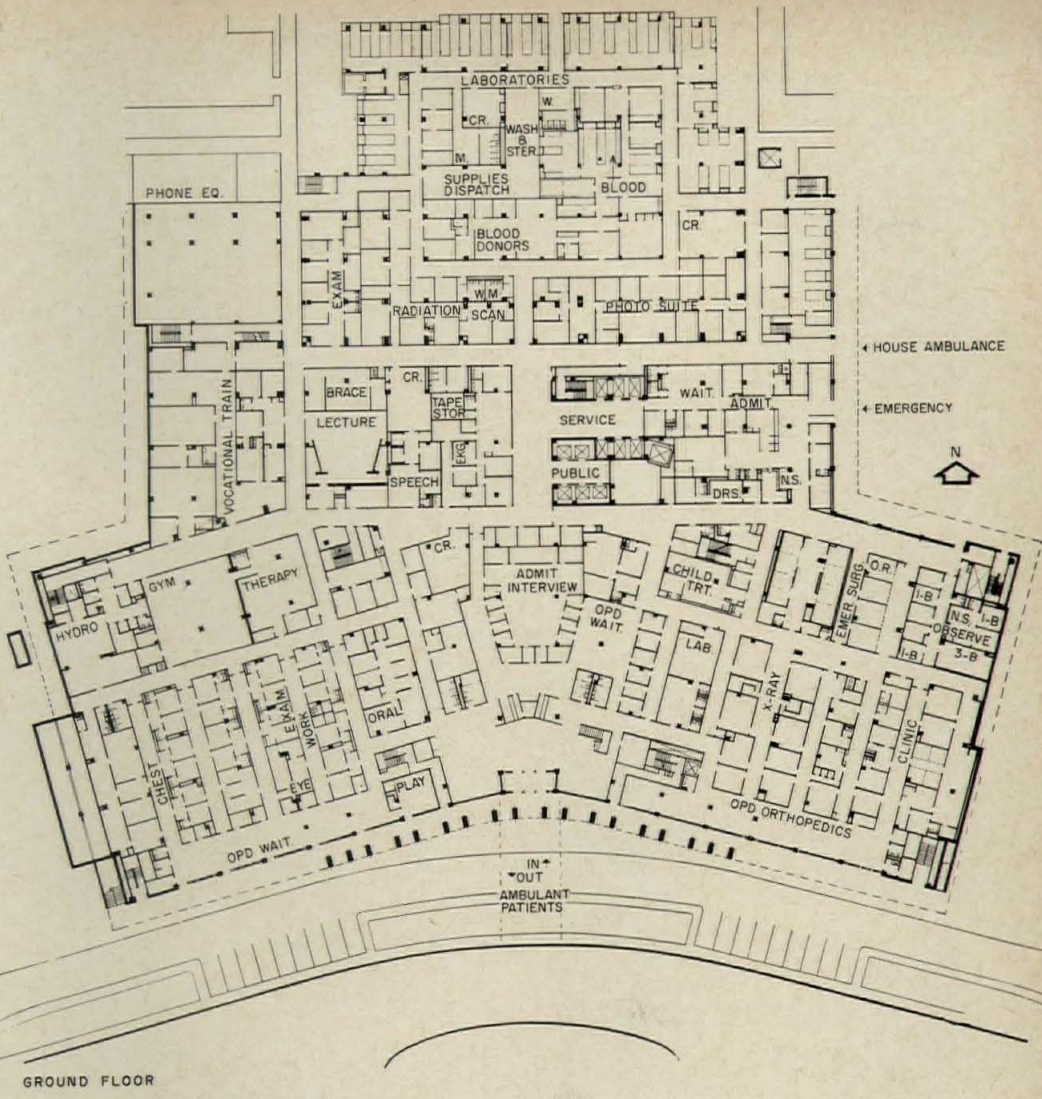 LABORATORIES
W.
CR.
WASH
&
STER.
M.
A
SUPPLIES
DISPATCH
BLOOD
PHONE EQ.
BLOOD
DONORS
CR.
EXAM
W.M.
RADIATION
SCAN
PHOTO SUITE
HOUSE AMBULANCE
CR.
BRACE
WAIT.
TAPE
STOR
ADMIT.
EMERGENCY
LECTURE
SERVICE
VOCATIONAL TRAIN
EKG
N
SPEECH
PUBLIC
DRS.
N.S.
CR.
GYM
THERAPY
ADMIT
INTERVIEW
CHILD
TRT.
EMER SURG.
O.R.
1-B
HYDRO
OPD
WAIT.
N.S.
1-B
OBSERVE
1-B
3-B
LAB
EXAM
WORK
ORAL
X-RAY
CHEST
EYE
CLINIC
PLAY
OPD ORTHOPEDICS
OPD WAIT.
IN
OUT
AMBULANT
PATIENTS
GROUND FLOOR